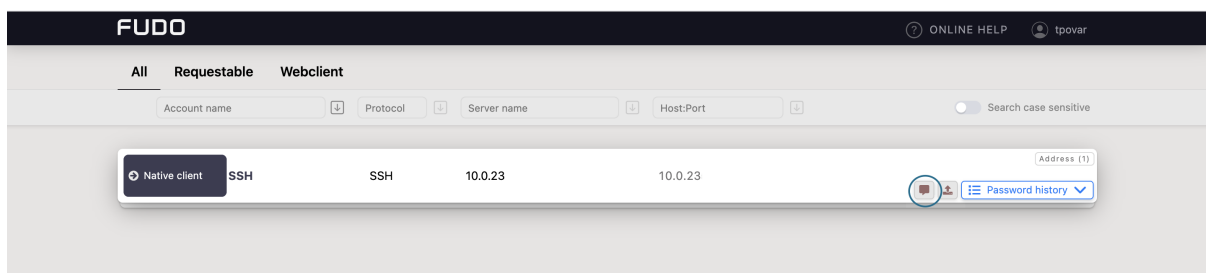 FUDO
? ONLINE HELP tpovar
All Requestable Webclient
Account name Protocol Server name Host:Port Search case sensitive
Address (1)
Native client SSH SSH 10.0.23 10.0.23
Password history